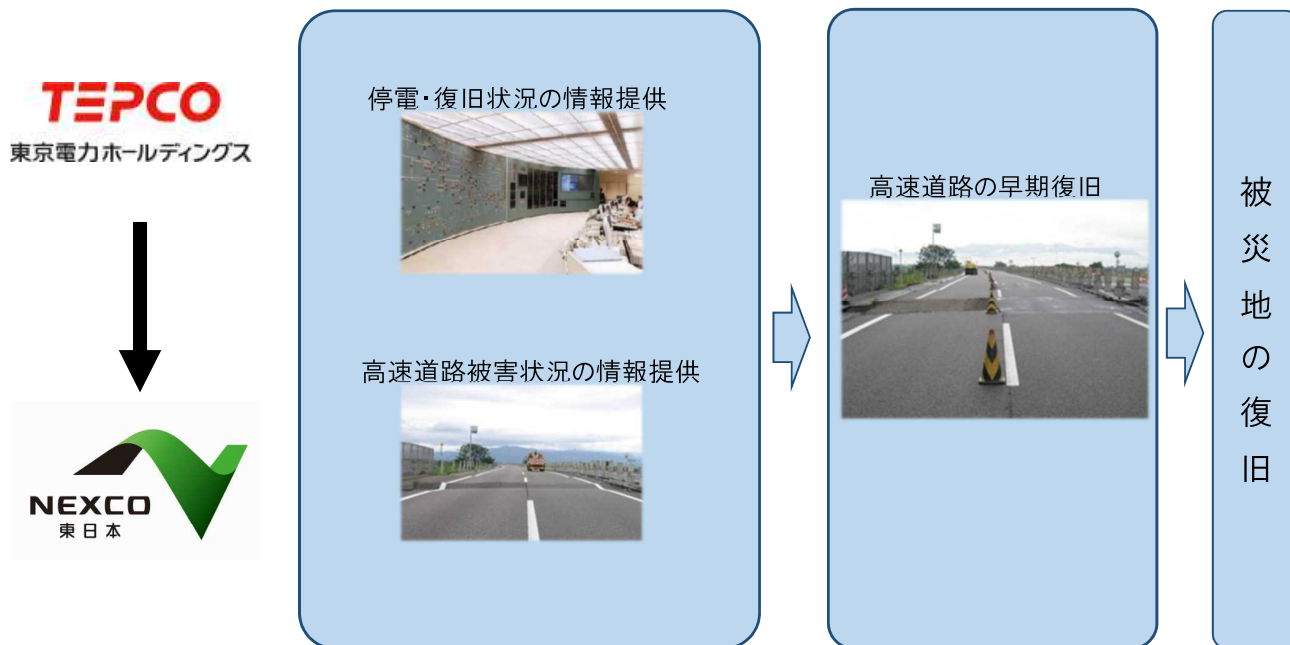 TEPCO
東京電力ホールディングス
NEXCO
東日本
停電・復旧状況の情報提供
高速道路被害状況の情報提供
高速道路の早期復旧
被災地の復旧